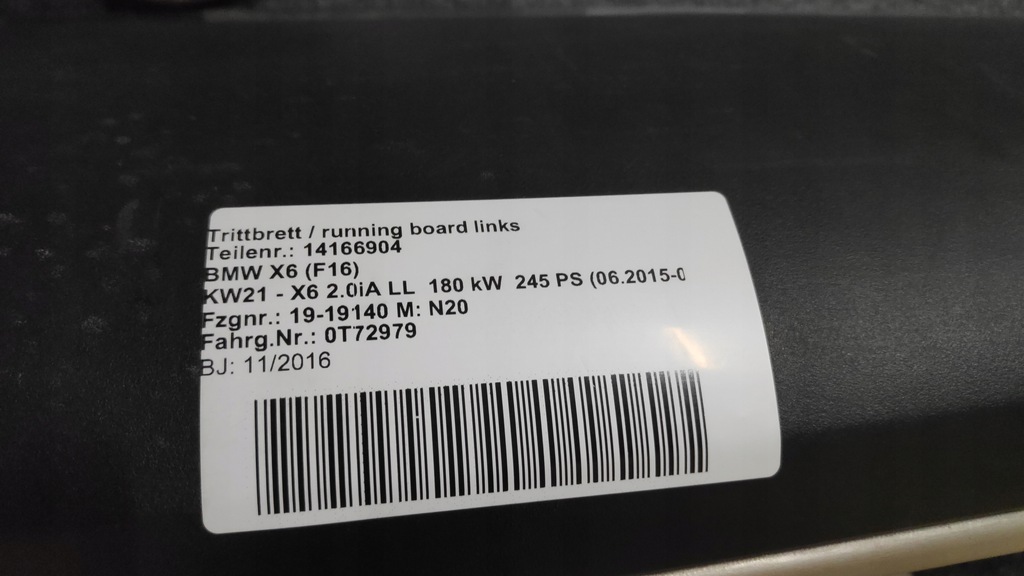 Trittbrett / running board links
Teilenr.: 14166904
BMW X6 (F16)
KW21 - X6 2.0iA LL 180 kW 245 PS (06.2015-0
Fzgnr.: 19-19140 M: N20
Fahrg.Nr.: 0T72979
BJ: 11/2016